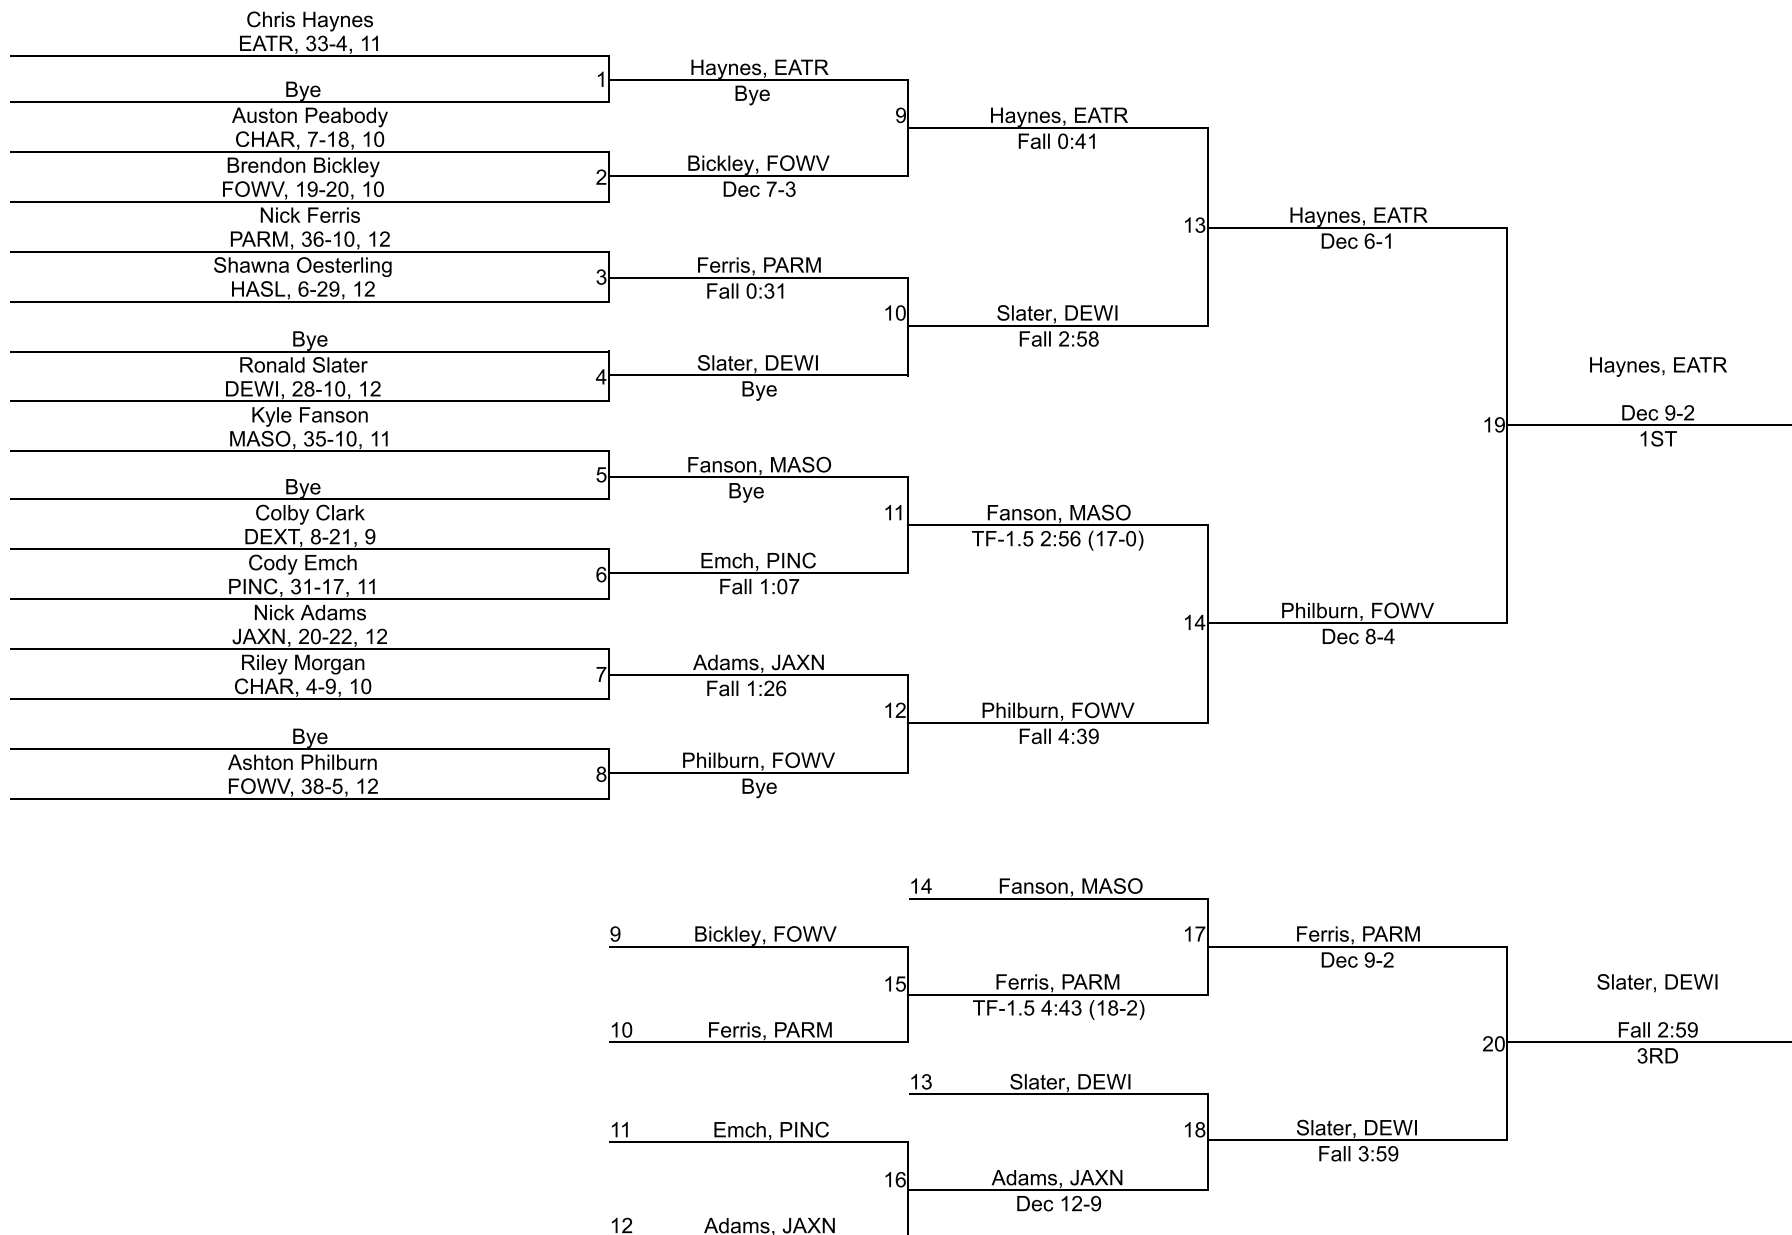 Chris Haynes
EATR, 33-4, 11
Bye
1
Haynes, EATR
Bye
Auston Peabody
CHAR, 7-18, 10
Brendon Bickley
FOWV, 19-20, 10
2
Bickley, FOWV
Dec 7-3
9
Haynes, EATR
Fall 0:41
Nick Ferris
PARM, 36-10, 12
Shawna Oesterling
HASL, 6-29, 12
3
Ferris, PARM
Fall 0:31
Bye
Ronald Slater
DEWI, 28-10, 12
4
Slater, DEWI
Bye
10
Slater, DEWI
Fall 2:58
13
Haynes, EATR
Dec 6-1
Kyle Fanson
MASO, 35-10, 11
Bye
5
Fanson, MASO
Bye
Colby Clark
DEXT, 8-21, 9
Cody Emch
PINC, 31-17, 11
6
Emch, PINC
Fall 1:07
11
Fanson, MASO
TF-1.5 2:56 (17-0)
Nick Adams
JAXN, 20-22, 12
Riley Morgan
CHAR, 4-9, 10
7
Adams, JAXN
Fall 1:26
Bye
Ashton Philburn
FOWV, 38-5, 12
8
Philburn, FOWV
Bye
12
Philburn, FOWV
Fall 4:39
14
Philburn, FOWV
Dec 8-4
19
Haynes, EATR
Dec 9-2
1ST
14
Fanson, MASO
9
Bickley, FOWV
10
Ferris, PARM
15
Ferris, PARM
TF-1.5 4:43 (18-2)
17
Ferris, PARM
Dec 9-2
13
Slater, DEWI
11
Emch, PINC
12
Adams, JAXN
16
Adams, JAXN
Dec 12-9
18
Slater, DEWI
Fall 3:59
20
Slater, DEWI
Fall 2:59
3RD